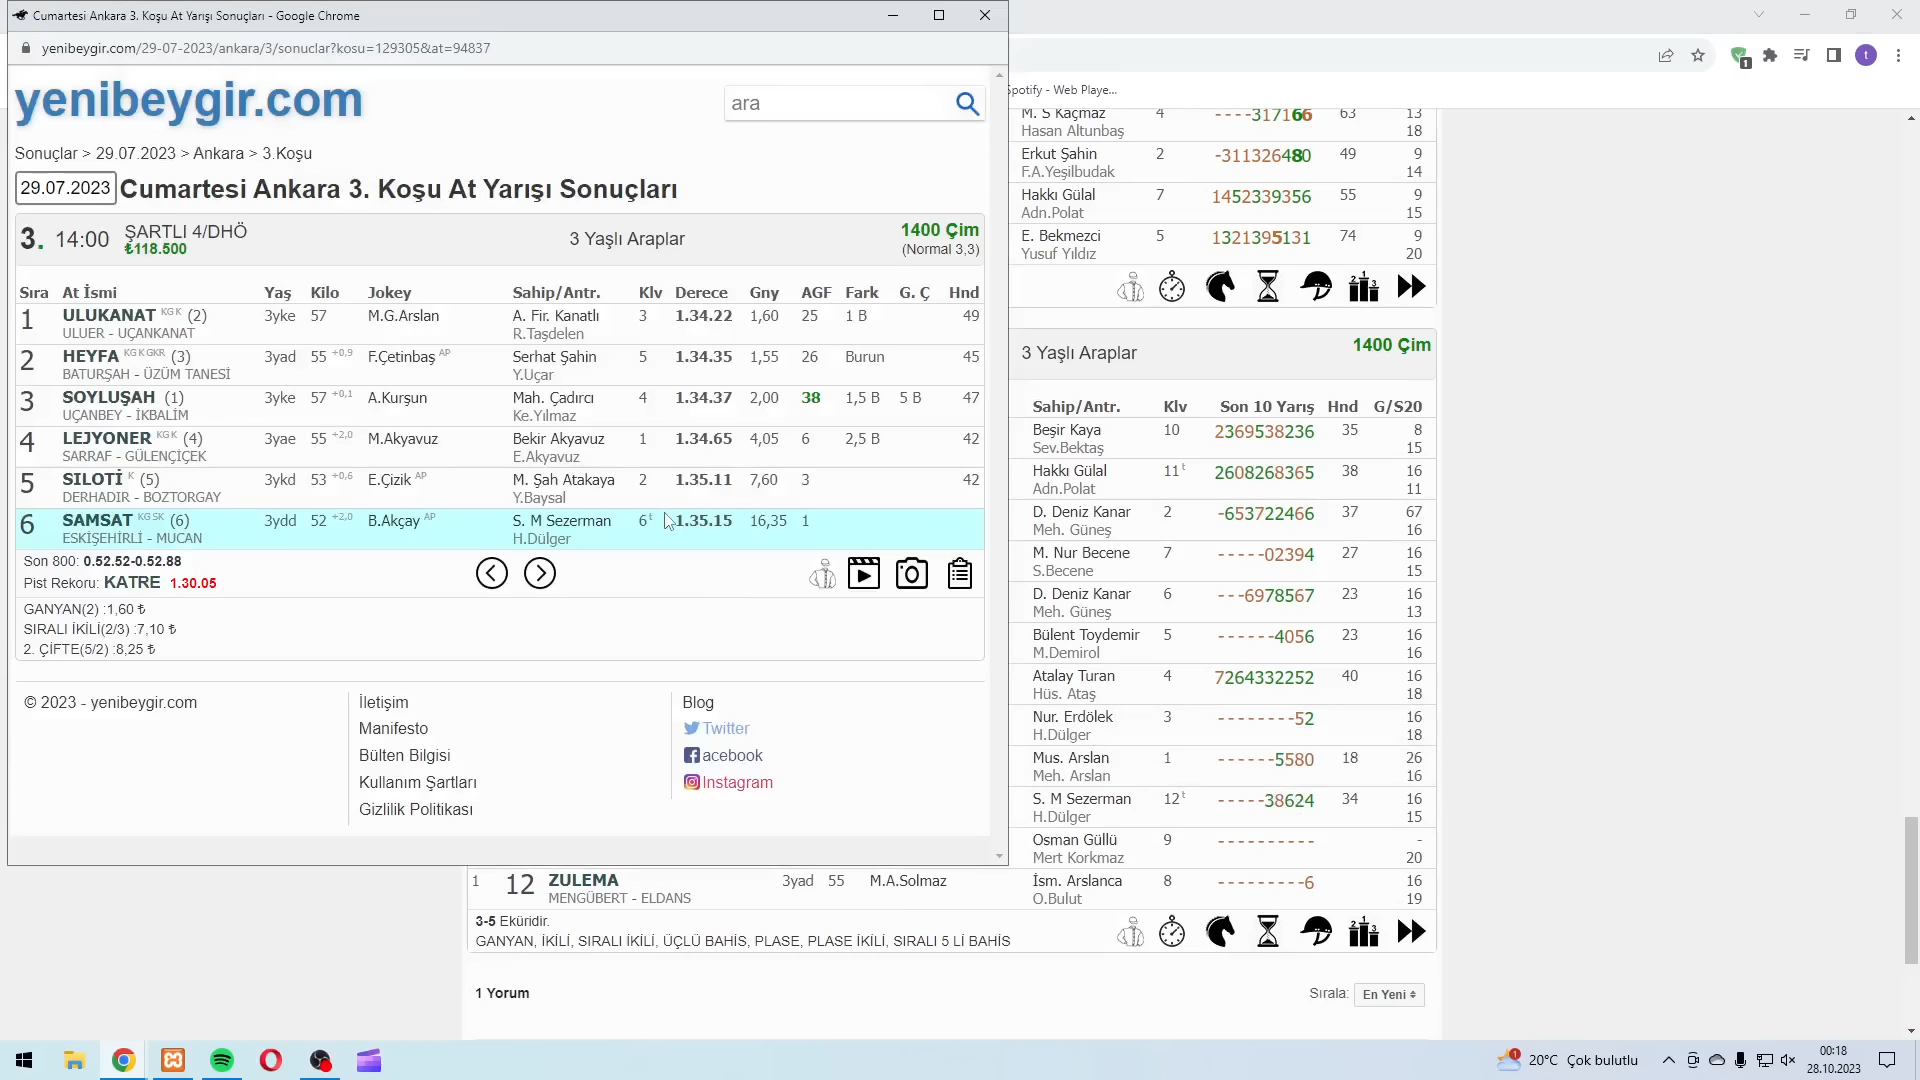 Cumartesi Ankara 3. Koşu At Yarışı Sonuçları - Google Chrome
yenibeygir.com/29-07-2023/ankara/3/sonuclar?kosu=129305&at=94837
yenibeygir.com
ara
Sonuçlar > 29.07.2023 > Ankara > 3.Koşu
29.07.2023 Cumartesi Ankara 3. Koşu At Yarışı Sonuçları
3. 14:00 ŞARTLI 4/DHÖ 3 Yaşlı Araplar 1400 Çim
₺118.500 (Normal 3,3)
Sıra At İsmi Yaş Kilo Jokey Sahip/Antr. Klv Derece Gny AGF Fark G. Ç Hnd
1 ULUKANAT KG K (2) 3yke 57 M.G.Arslan A. Fir. Kanatlı 3 1.34.22 1,60 25 1 B 49
ULUER - UÇANKANAT R.Taşdelen
2 HEYFA KG K GKR (3) 3yad 55 +0,9 F.Çetinbaş AP Serhat Şahin 5 1.34.35 1,55 26 Burun 45
BATURŞAH - ÜZÜM TANESİ Y.Uçar
3 SOYLUŞAH (1) 3yke 57 +0,1 A.Kurşun Mah. Çadırcı 4 1.34.37 2,00 38 1,5 B 5 B 47
UÇANBEY - İKBALİM Ke.Yılmaz
4 LEJYONER KG K (4) 3yae 55 +2,0 M.Akyavuz Bekir Akyavuz 1 1.34.65 4,05 6 2,5 B 42
SARRAF - GÜLENÇİÇEK E.Akyavuz
5 SILOTİ K (5) 3ykd 53 +0,6 E.Çizik AP M. Şah Atakaya 2 1.35.11 7,60 3 42
DERHADIR - BOZTORGAY Y.Baysal
6 SAMSAT KG SK (6) 3ydd 52 +2,0 B.Akçay AP S. M Sezerman 6 t 1.35.15 16,35 1
ESKİŞEHİRLİ - MUCAN H.Dülger
Son 800: 0.52.52-0.52.88
Pist Rekoru: KATRE 1.30.05
GANYAN(2) :1,60 ₺
SIRALI İKİLİ(2/3) :7,10 ₺
2. ÇİFTE(5/2) :8,25 ₺
© 2023 - yenibeygir.com
İletişim
Manifesto
Bülten Bilgisi
Kullanım Şartları
Gizlilik Politikası
Blog
Twitter
acebook
Instagram
Spotify - Web Playe...
1
t
M. S Kaçmaz 4 - - - -317166 63 13
Hasan Altunbaş 18
Erkut Şahin 2 -311326480 49 9
F.A.Yeşilbudak 14
Hakkı Gülal 7 1452339356 55 9
Adn.Polat 15
E. Bekmezci 5 1321395131 74 9
Yusuf Yıldız 20
3 Yaşlı Araplar 1400 Çim
Sahip/Antr. Klv Son 10 Yarış Hnd G/S20
Beşir Kaya 10 2369538236 35 8
Sev.Bektaş 15
Hakkı Gülal 11 t 2608268365 38 16
Adn.Polat 11
D. Deniz Kanar 2 -653722466 37 67
Meh. Güneş 16
M. Nur Becene 7 - - - - -02394 27 16
S.Becene 15
D. Deniz Kanar 6 - - -6978567 23 16
Meh. Güneş 13
Bülent Toydemir 5 - - - - - -4056 23 16
M.Demirol 16
Atalay Turan 4 7264332252 40 16
Hüs. Ataş 18
Nur. Erdölek 3 - - - - - - - -52 16
H.Dülger 18
Mus. Arslan 1 - - - - - -5580 18 26
Meh. Arslan 16
S. M Sezerman 12 t - - - - -38624 34 16
H.Dülger 15
Osman Güllü 9 - - - - - - - - - - -
Mert Korkmaz 20
1 12 ZULEMA 3yad 55 M.A.Solmaz İsm. Arslanca 8 - - - - - - - - -6 16
MENGÜBERT - ELDANS O.Bulut 19
3-5 Eküridir.
GANYAN, İKİLİ, SIRALI İKİLİ, ÜÇLÜ BAHİS, PLASE, PLASE İKİLİ, SIRALI 5 Lİ BAHİS
1 Yorum
Sırala: En Yeni
1 20°C Çok bulutlu
00:18
28.10.2023